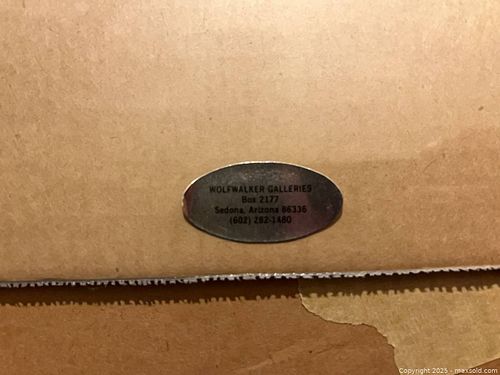 WOLFWALKER GALLERIES
Box 2177
Sedona, Arizona 86336
(602) 282-1480
Copyright 2025 - maxsold.com